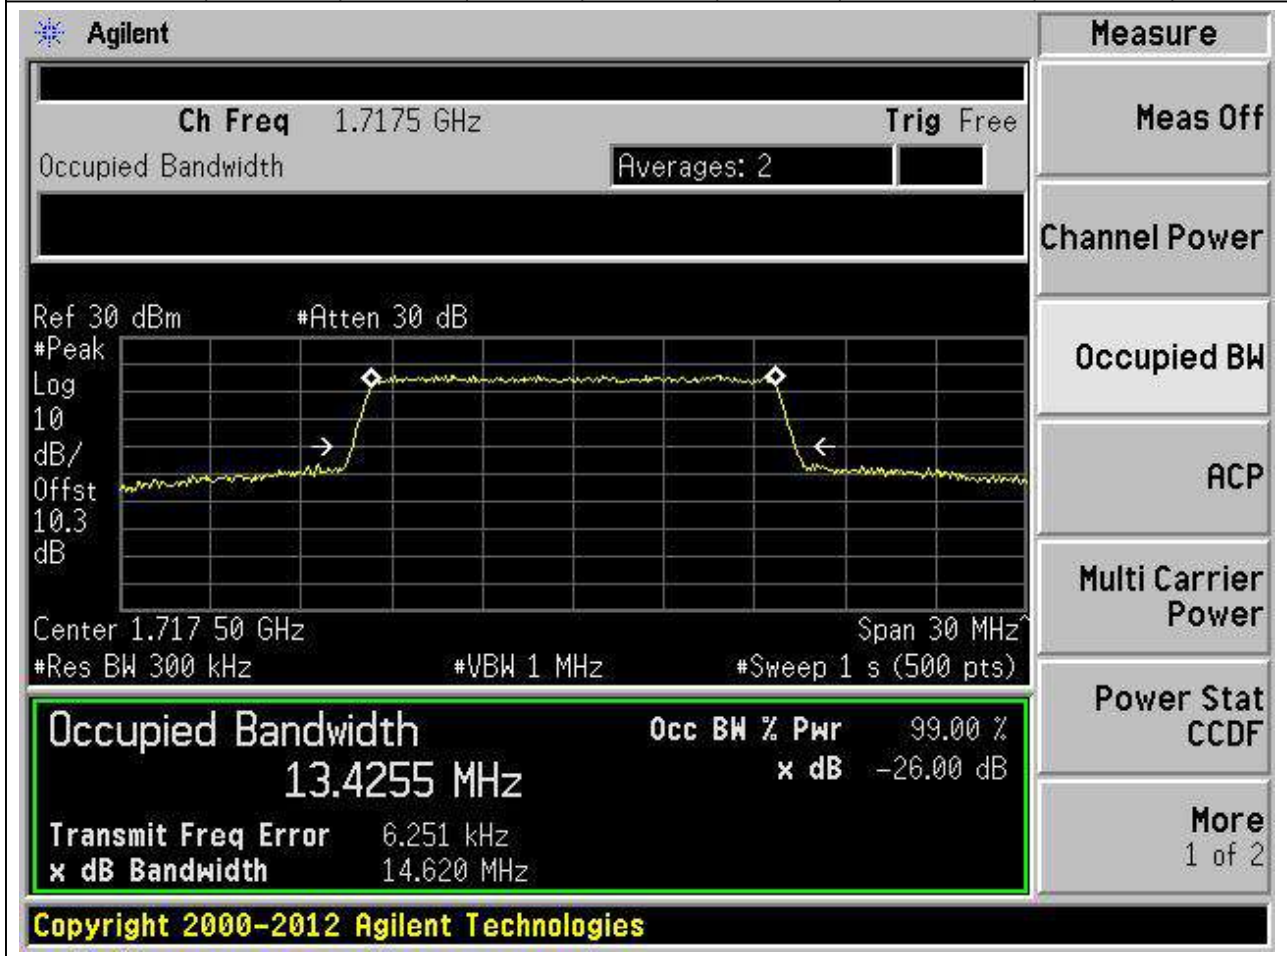 Agilent
Measure
Ch Freq 1.7175 GHz Trig Free
Occupied Bandwidth Averages: 2
Ref 30 dBm #Atten 30 dB
#Peak
Log
10
dB/
Offst
10.3
dB
Center 1.717 50 GHz Span 30 MHz^
#Res BW 300 kHz #VBW 1 MHz #Sweep 1 s (500 pts)
Occupied Bandwidth Occ BW % Pwr 99.00 %
13.4255 MHz x dB -26.00 dB
Transmit Freq Error 6.251 kHz
x dB Bandwidth 14.620 MHz
Copyright 2000-2012 Agilent Technologies
Meas Off
Channel Power
Occupied BW
ACP
Multi Carrier
Power
Power Stat
CCDF
More
1 of 2